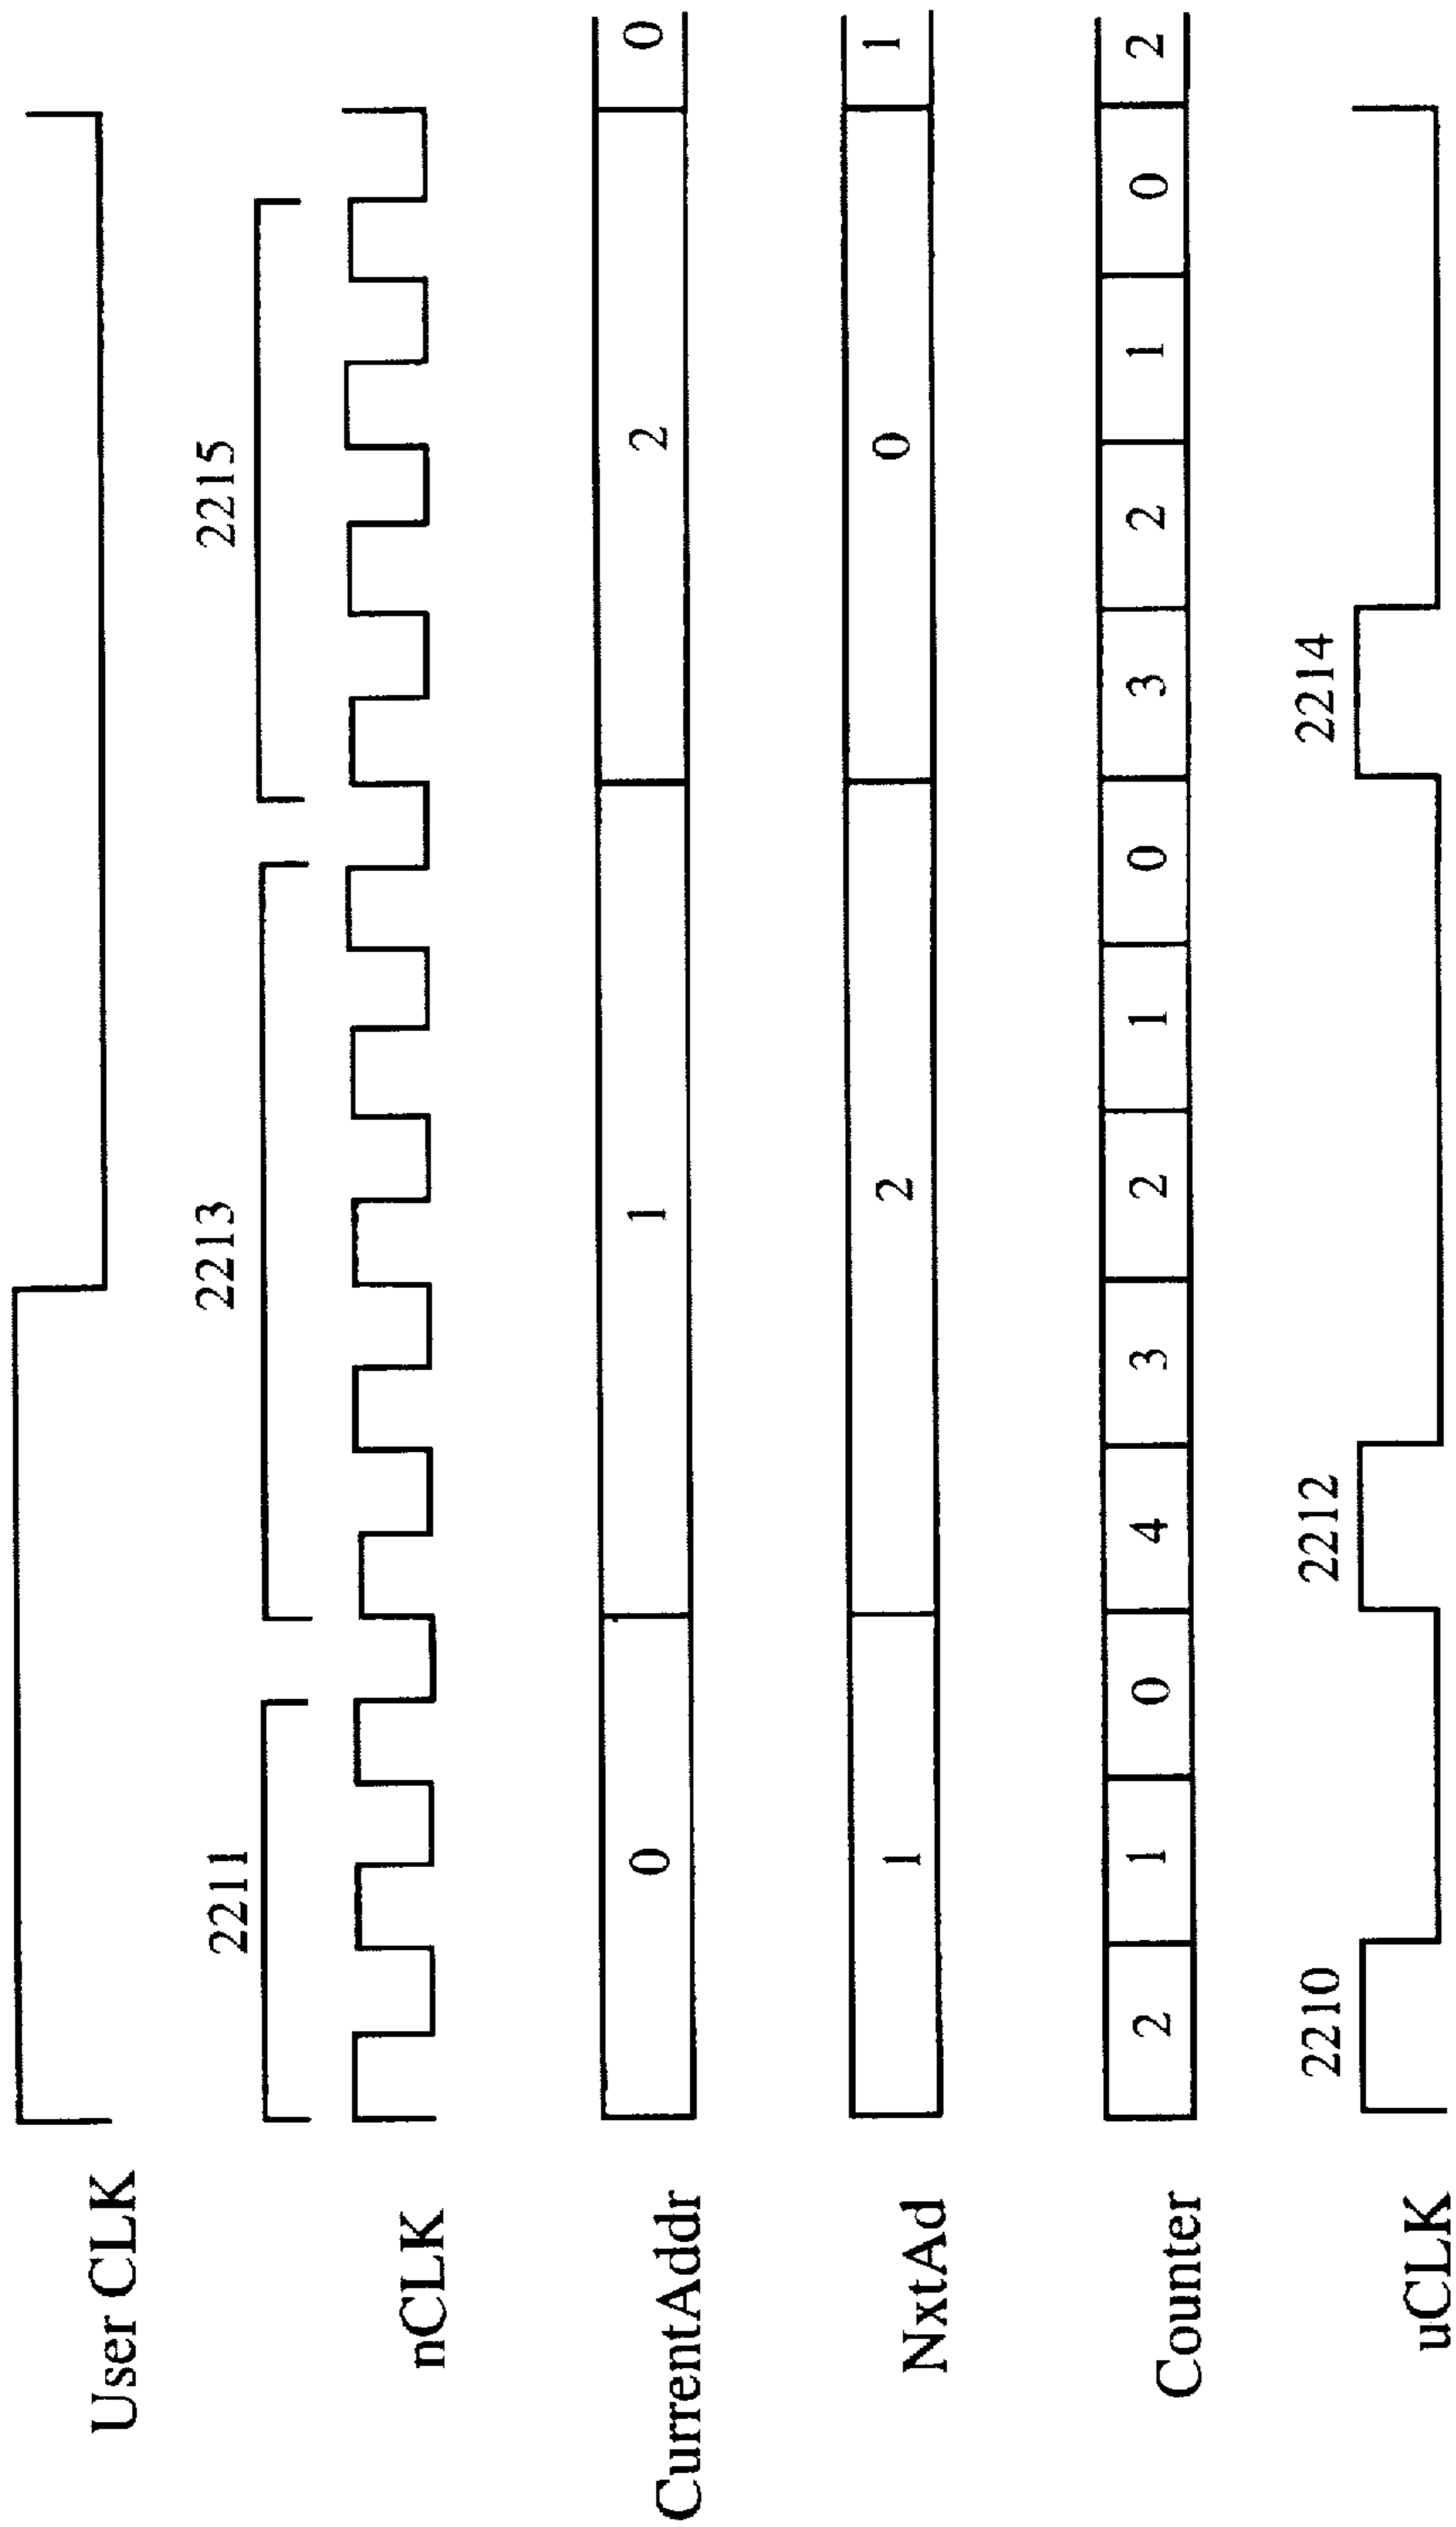 User CLK
2211 2213 2215
nCLK
CurrentAddr 0 1 2 0
NxtAd 1 2 0 1
Counter 2 1 0 4 3 2 1 0 3 2 1 0 2
2210 2212 2214
uCLK